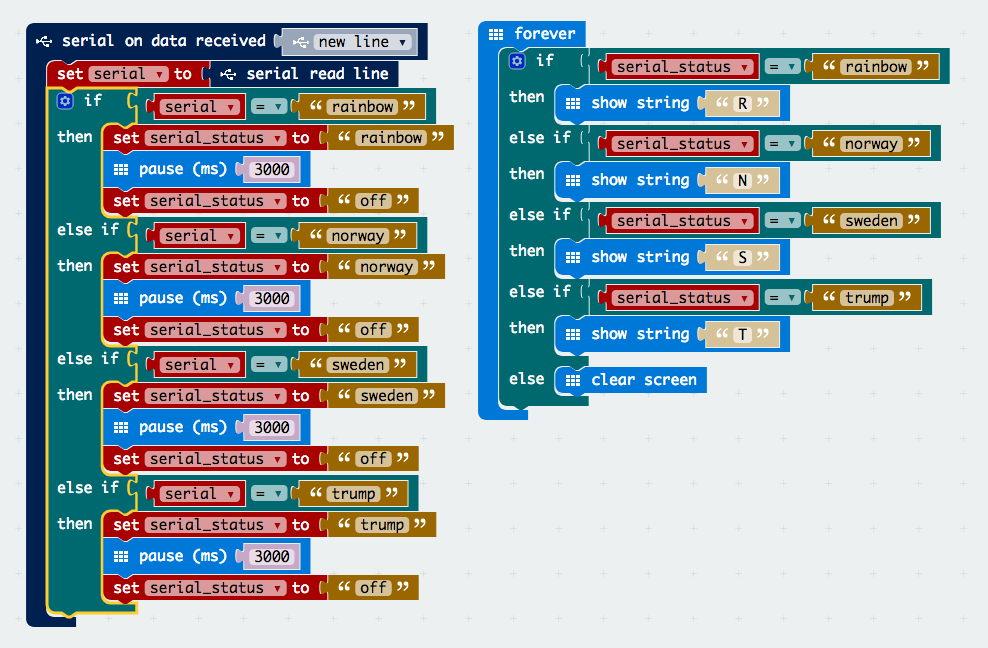 serial on data received new line ▾
set serial ▾ to serial read line
if serial ▾ = ▾ “ rainbow ”
then set serial_status ▾ to “ rainbow ”
pause (ms) 3000
set serial_status ▾ to “ off ”
else if serial ▾ = ▾ “ norway ”
then set serial_status ▾ to “ norway ”
pause (ms) 3000
set serial_status ▾ to “ off ”
else if serial ▾ = ▾ “ sweden ”
then set serial_status ▾ to “ sweden ”
pause (ms) 3000
set serial_status ▾ to “ off ”
else if serial ▾ = ▾ “ trump ”
then set serial_status ▾ to “ trump ”
pause (ms) 3000
set serial_status ▾ to “ off ”
forever
if serial_status ▾ = ▾ “ rainbow ”
then show string “ R ”
else if serial_status ▾ = ▾ “ norway ”
then show string “ N ”
else if serial_status ▾ = ▾ “ sweden ”
then show string “ S ”
else if serial_status ▾ = ▾ “ trump ”
then show string “ T ”
else clear screen